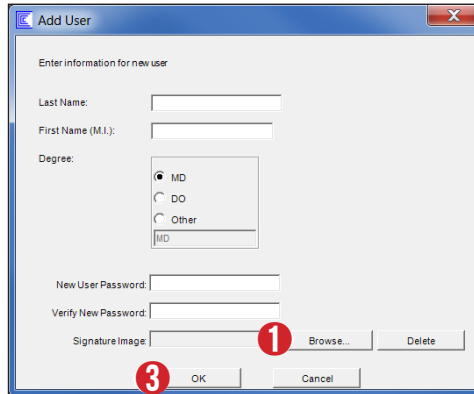 Add User
X
Enter information for new user
Last Name:
First Name (M.I.):
Degree:
MD
DO
Other
MD
New User Password:
Verify New Password:
Signature Image: 1 Browse... Delete
3 OK Cancel